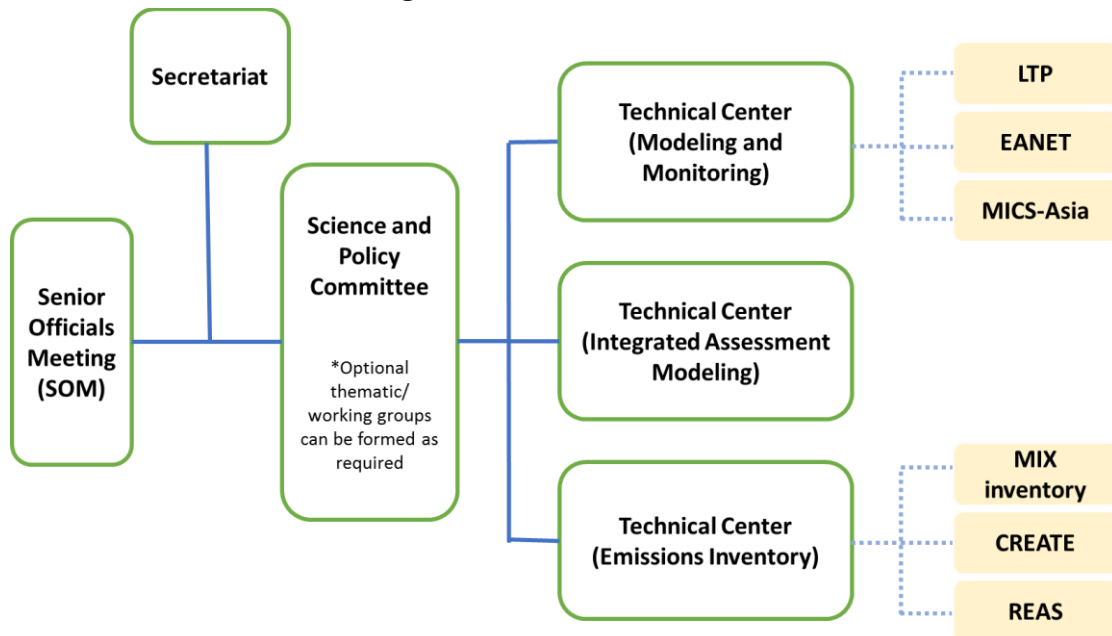 Secretariat
Senior
Officials
Meeting
(SOM)
Science and
Policy
Committee
*Optional
thematic/
working groups
can be formed as
required
Technical Center
(Modeling and
Monitoring)
Technical Center
(Integrated Assessment
Modeling)
Technical Center
(Emissions Inventory)
LTP
EANET
MICS-Asia
MIX
inventory
CREATE
REAS